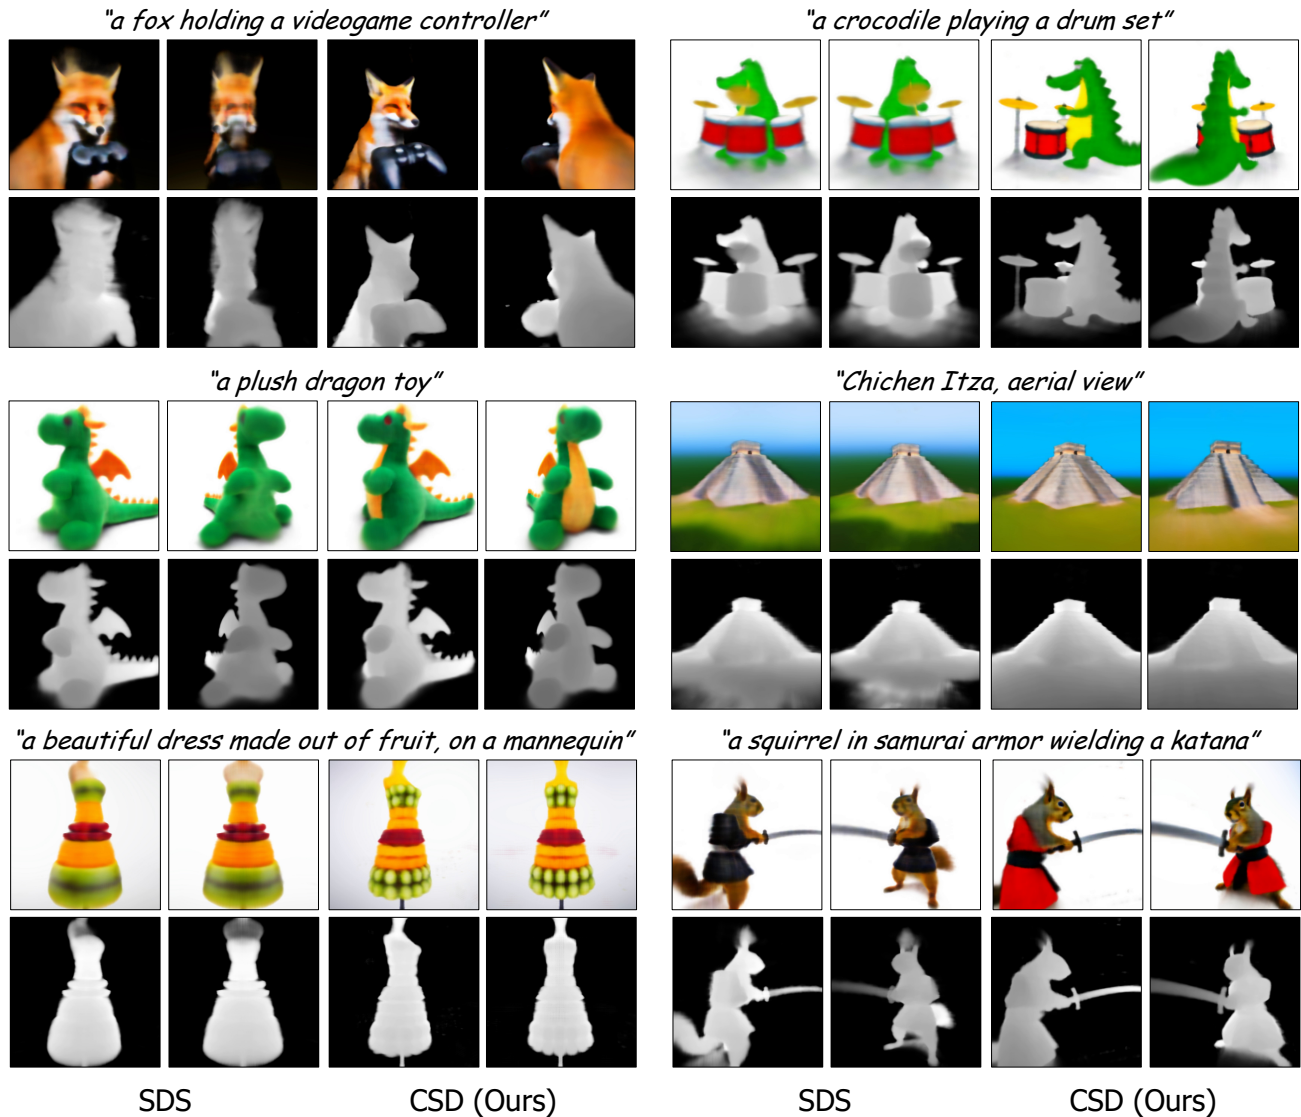 "a fox holding a videogame controller"
"a crocodile playing a drum set"
"a plush dragon toy"
"Chichen Itza, aerial view"
"a beautiful dress made out of fruit, on a mannequin"
"a squirrel in samurai armor wielding a katana"
SDS
CSD (Ours)
SDS
CSD (Ours)